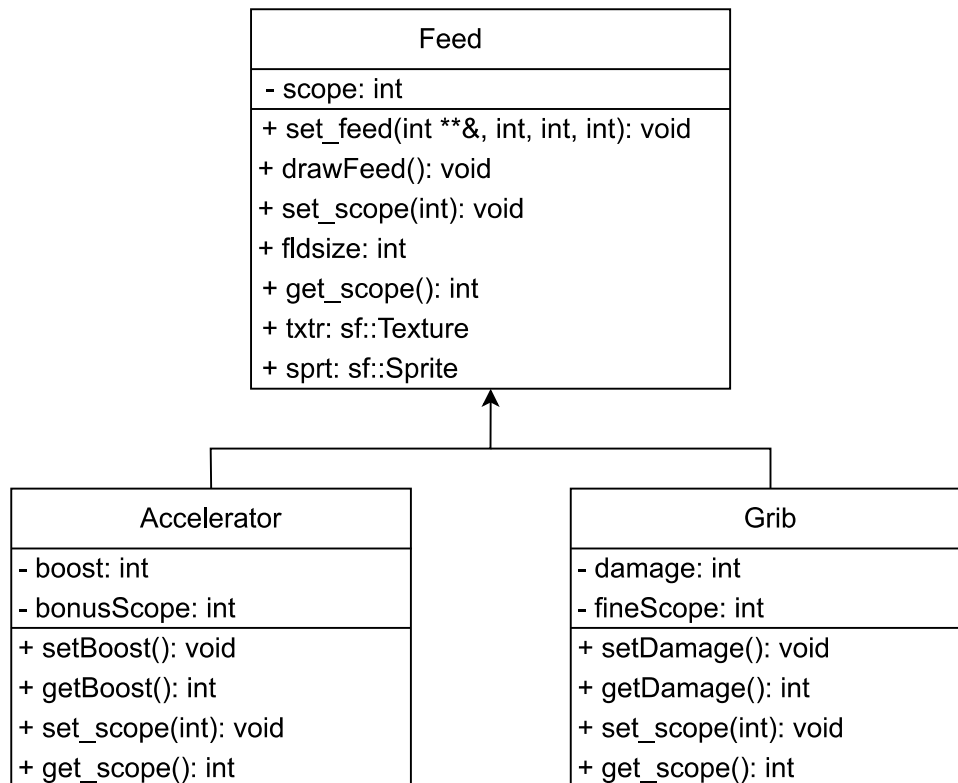 Feed
- scope: int
+ set_feed(int **&, int, int, int): void
+ drawFeed(): void
+ set_scope(int): void
+ fldsize: int
+ get_scope(): int
+ txtr: sf::Texture
+ sprt: sf::Sprite
Accelerator
- boost: int
- bonusScope: int
+ setBoost(): void
+ getBoost(): int
+ set_scope(int): void
+ get_scope(): int
Grib
- damage: int
- fineScope: int
+ setDamage(): void
+ getDamage(): int
+ set_scope(int): void
+ get_scope(): int